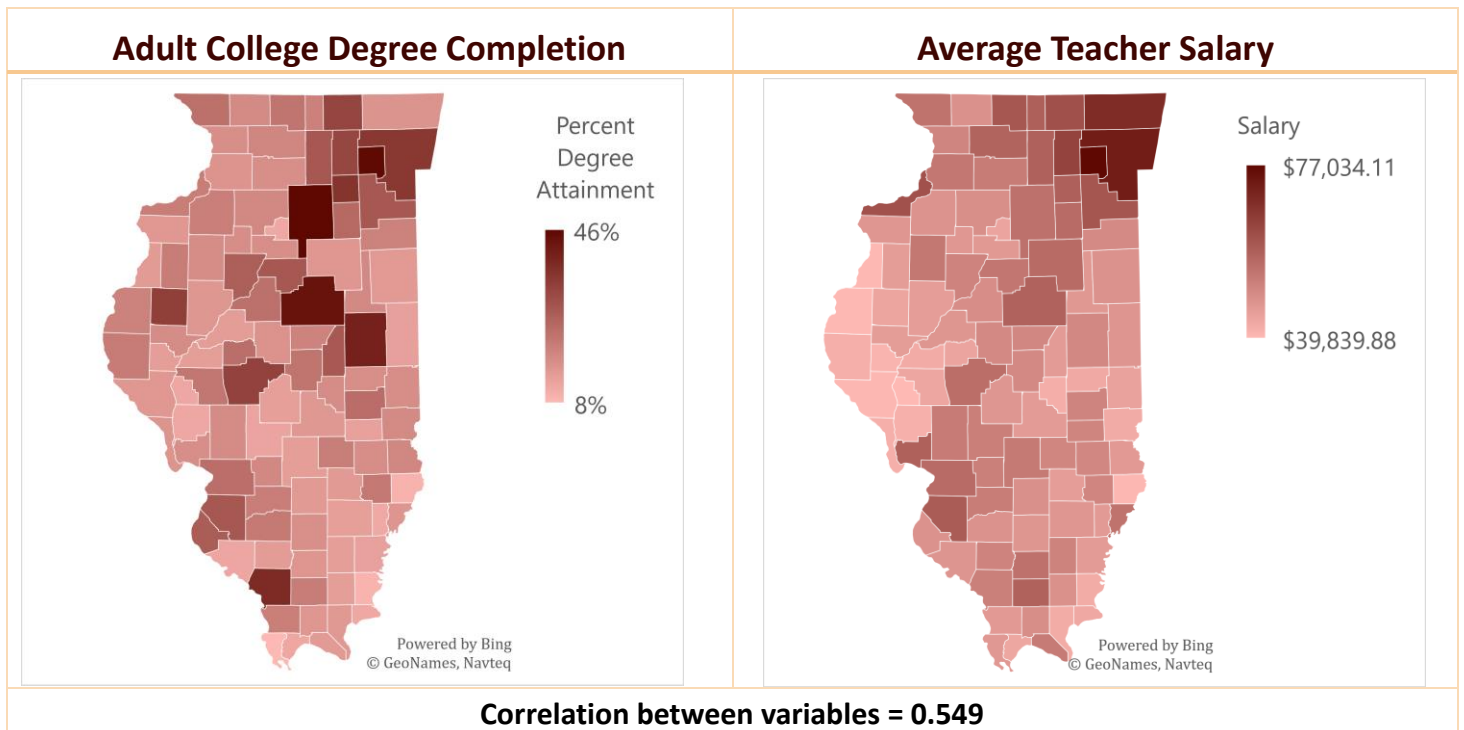 Adult College Degree Completion
Average Teacher Salary
Percent
Degree
Attainment
46%
8%
Powered by Bing
© GeoNames, Navteq
Salary
$77,034.11
$39,839.88
Powered by Bing
© GeoNames, Navteq
Correlation between variables = 0.549